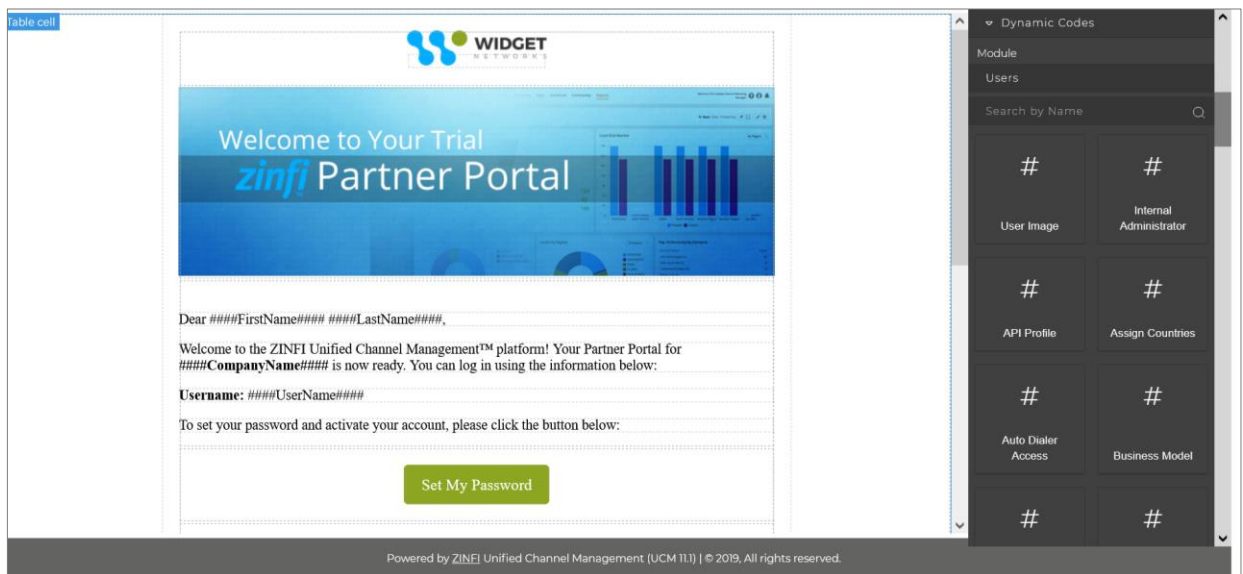 Table cell
WIDGET
NETWORKS
Welcome to Your Trial
zinfi Partner Portal
Dear ####FirstName#### ####LastName####,
Welcome to the ZINFI Unified Channel Management™ platform! Your Partner Portal for
####CompanyName#### is now ready. You can log in using the information below:
Username: ####UserName####
To set your password and activate your account, please click the button below:
Set My Password
Dynamic Codes
Module
Users
Search by Name
#
User Image
#
Internal
Administrator
#
API Profile
#
Assign Countries
#
Auto Dialer
Access
#
Business Model
#
#
Powered by ZINFI Unified Channel Management (UCM 11.1) | © 2019, All rights reserved.